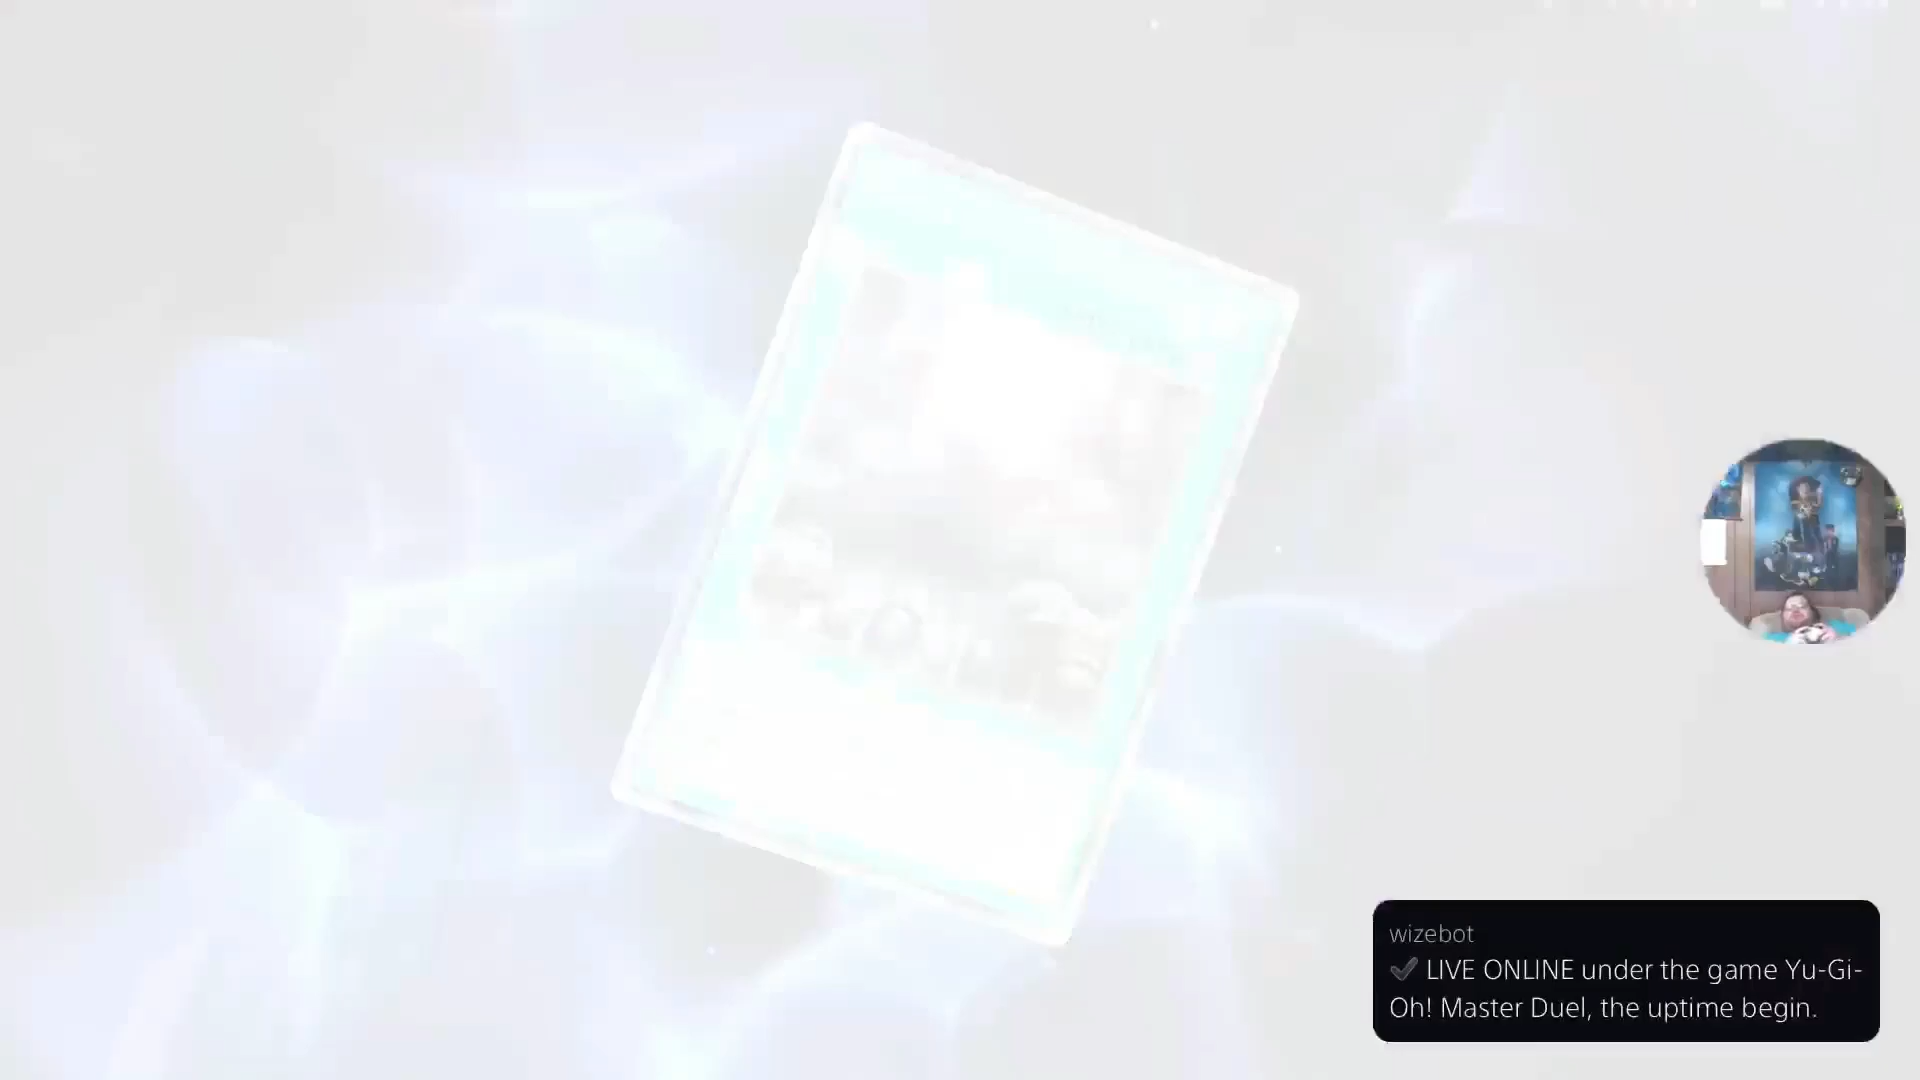 wizebot
✔ LIVE ONLINE under the game Yu-Gi-
Oh! Master Duel, the uptime begin.